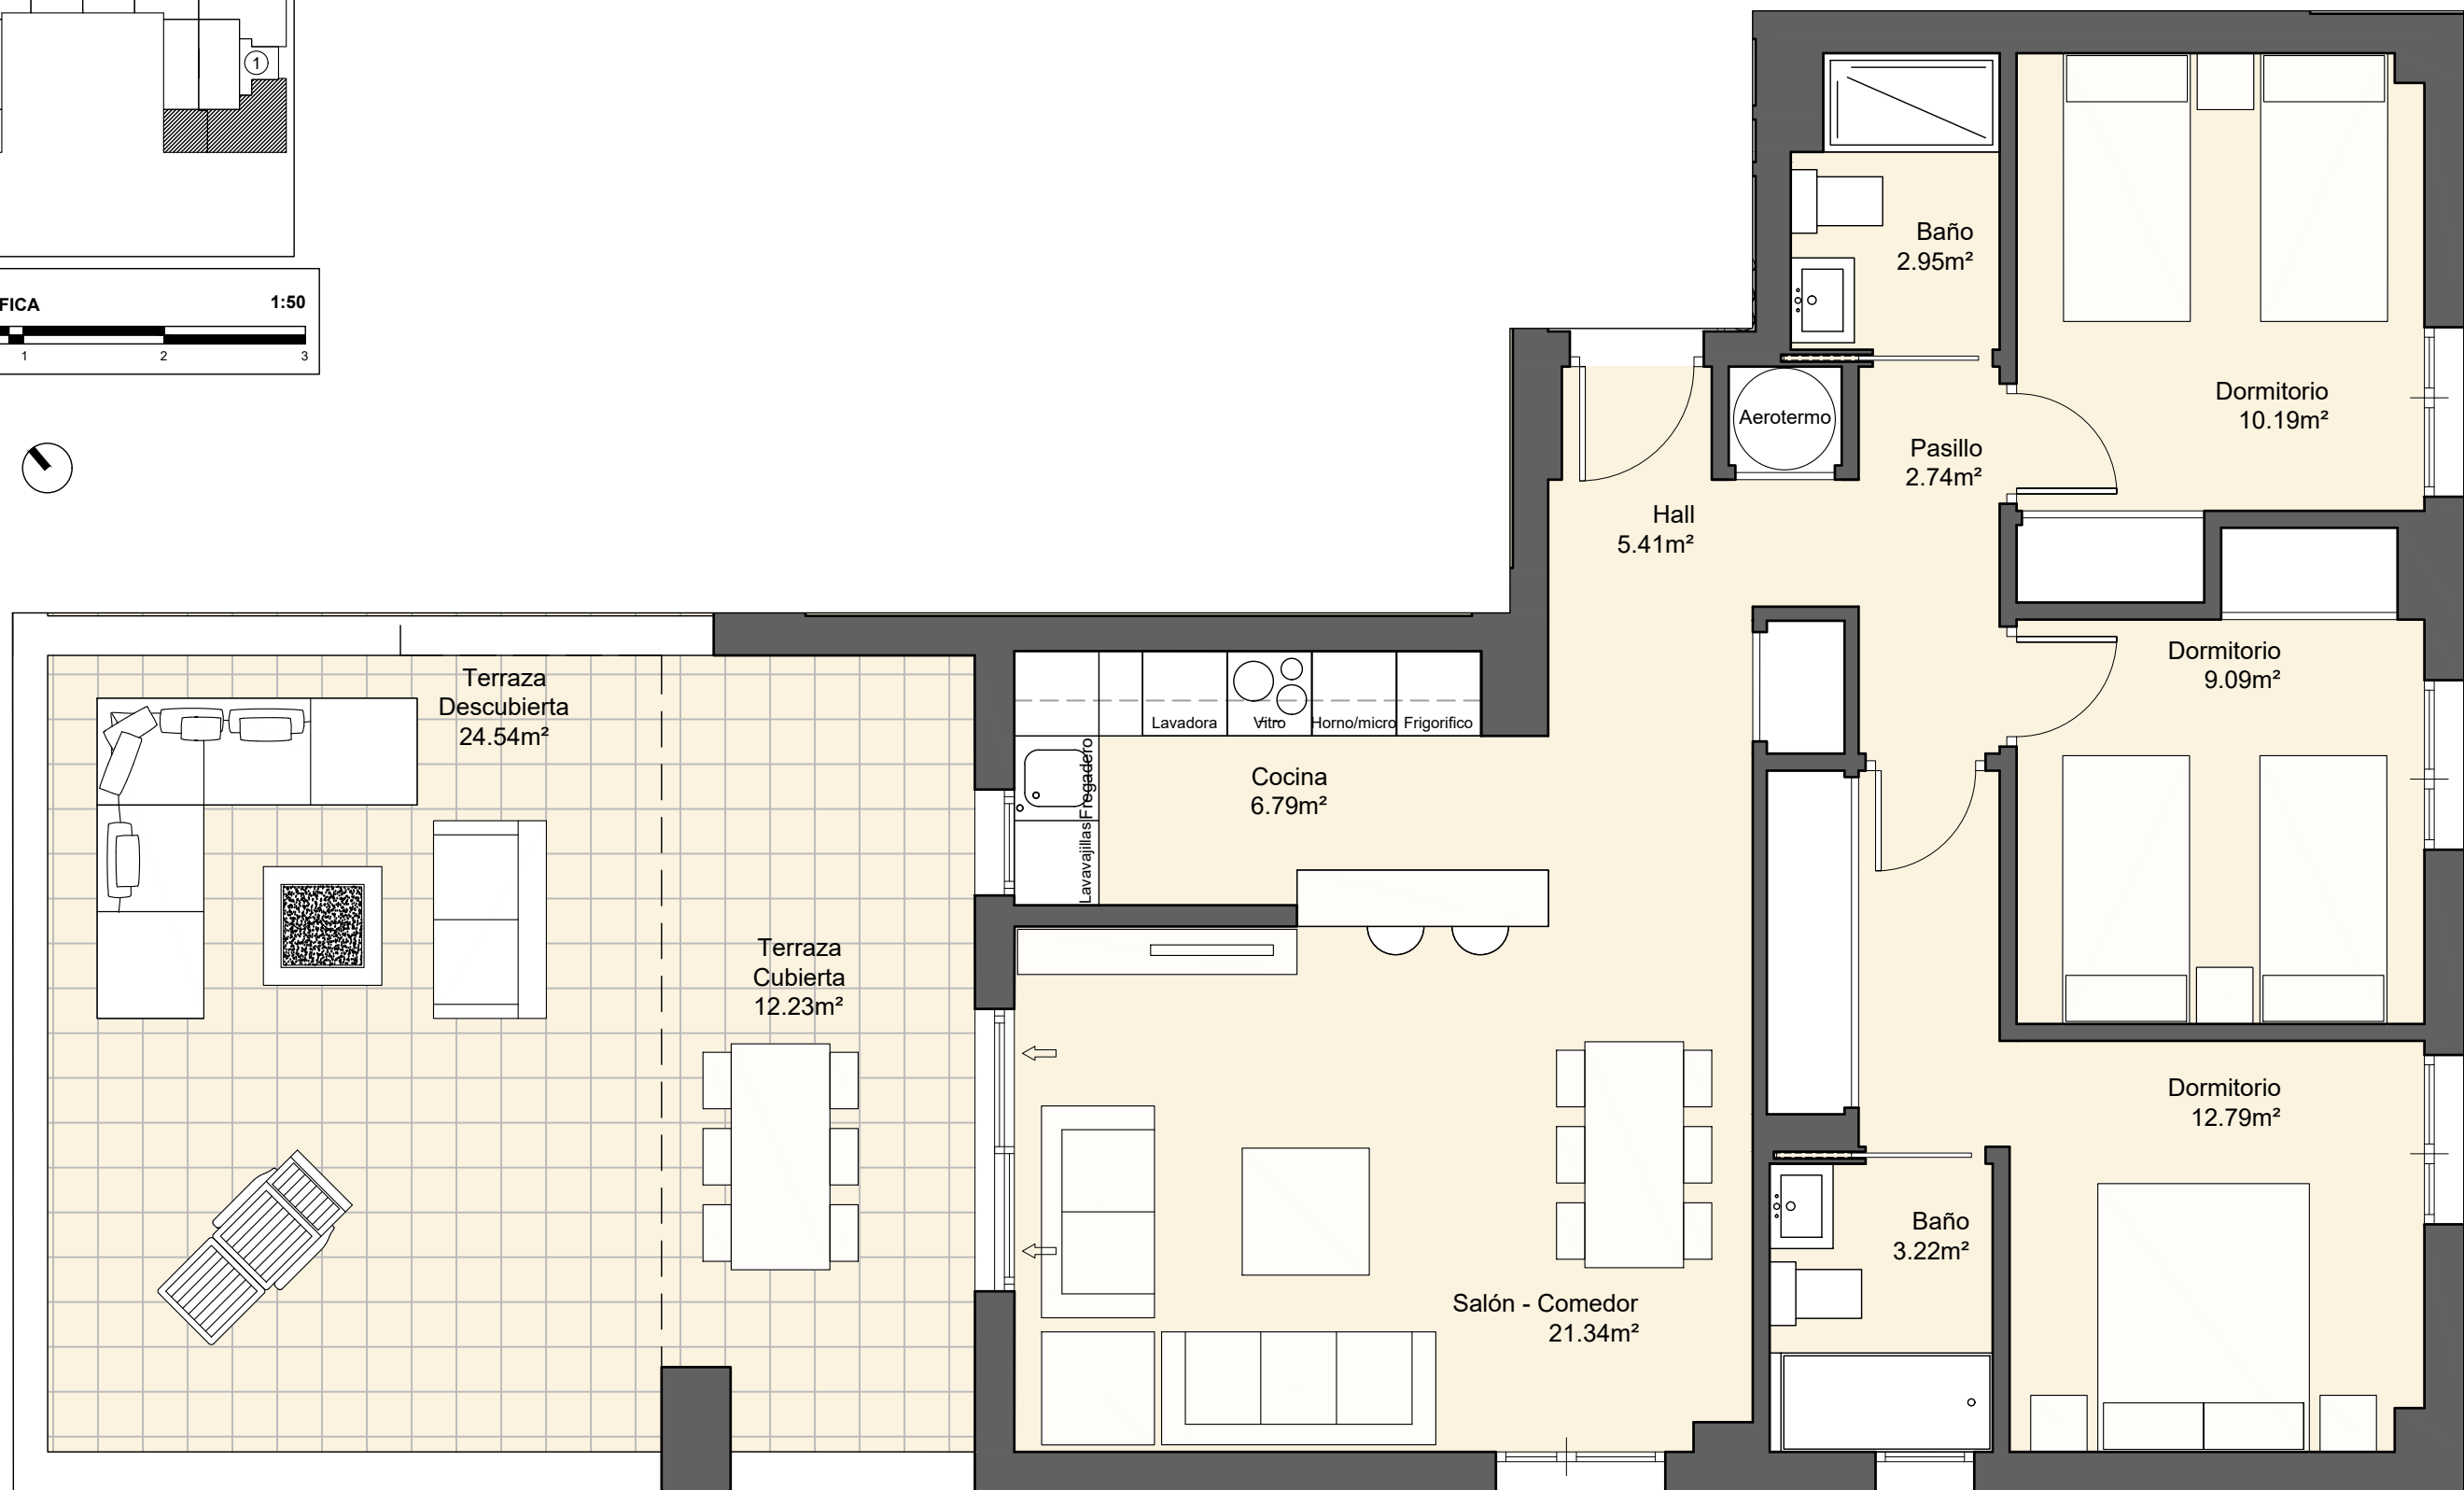 1
FICA
1:50
1
2
3
Baño
2.95m²
Dormitorio
10.19m²
Aerotermo
Pasillo
2.74m²
Hall
5.41m²
Dormitorio
9.09m²
Terraza
Descubierta
24.54m²
Lavadora
Vitro
Horno/micro
Frigorifico
Fregadero
Lavavajillas
Cocina
6.79m²
Terraza
Cubierta
12.23m²
Dormitorio
12.79m²
Baño
3.22m²
Salón - Comedor
21.34m²